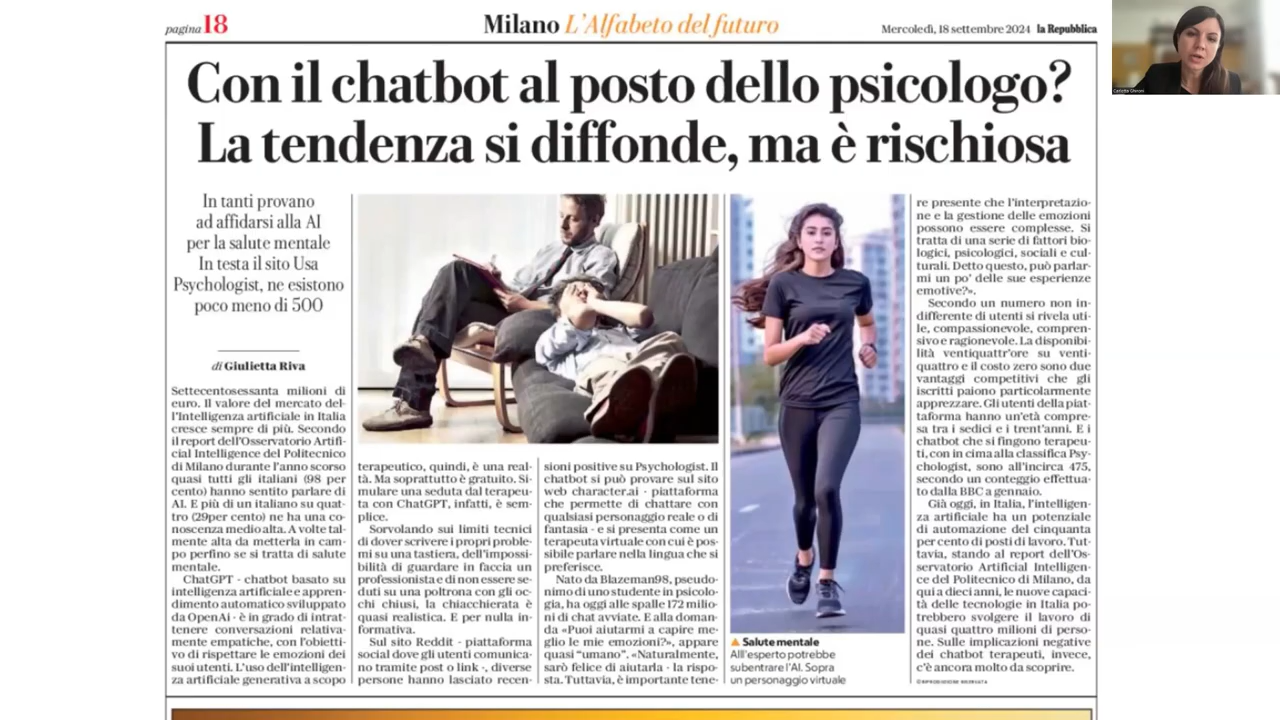 pagina 18
Milano L'Alfabeto del futuro
Mercoledì, 18 settembre 2024 la Repubblica
Con il chatbot al posto dello psicologo?
La tendenza si diffonde, ma è rischiosa
In tanti provano
ad affidarsi alla AI
per la salute mentale
In testa il sito Usa
Psychologist, ne esistono
poco meno di 500
di Giulietta Riva
Settecentosessanta milioni di
euro. Il valore del mercato del-
l'Intelligenza artificiale in Italia
cresce sempre di più. Secondo
il report dell'Osservatorio Artifi-
cial Intelligence del Politecnico
di Milano durante l'anno scorso
quasi tutti gli italiani (98 per
cento) hanno sentito parlare di
AI. E più di un italiano su quat-
tro (29per cento) ne ha una co-
noscenza medio alta. A volte tal-
mente alta da metterla in cam-
po perfino se si tratta di salute
mentale.
ChatGPT - chatbot basato su
intelligenza artificiale e appren-
dimento automatico sviluppato
da OpenAi - è in grado di intrat-
tenere conversazioni relativa-
mente empatiche, con l'obietti-
vo di rispettare le emozioni dei
suoi utenti. L'uso dell'intelligen-
za artificiale generativa a scopo
terapeutico, quindi, è una real-
tà. Ma soprattutto è gratuito. Si-
mulare una seduta dal terapeu-
ta con ChatGPT, infatti, è sem-
plice.
Sorvolando sui limiti tecnici
di dover scrivere i propri proble-
mi su una tastiera, dell'impossi-
bilità di guardare in faccia un
professionista e di non essere se-
duti su una poltrona con gli oc-
chi chiusi, la chiacchierata è
quasi realistica. E per nulla in-
formativa.
Sul sito Reddit - piattaforma
social dove gli utenti comunica-
no tramite post o link -, diverse
persone hanno lasciato recen-
sioni positive su Psychologist. Il
chatbot si può provare sul sito
web character.ai - piattaforma
che permette di chattare con
qualsiasi personaggio reale o di
fantasia - e si presenta come un
terapeuta virtuale con cui è pos-
sibile parlare nella lingua che si
preferisce.
Nato da Blazeman98, pseudo-
nimo di uno studente in psicolo-
gia, ha oggi alle spalle 172 milio-
ni di chat avviate. E alla doman-
da «Puoi aiutarmi a capire me-
glio le mie emozioni?», appare
quasi "umano". «Naturalmente,
sarò felice di aiutarla - la rispo-
sta. Tuttavia, è importante tene-
▲ Salute mentale
All'esperto potrebbe
subentrare l'AI. Sopra
un personaggio virtuale
re presente che l'interpretazio-
ne e la gestione delle emozioni
possono essere complesse. Si
tratta di una serie di fattori bio-
logici, psicologici, sociali e cul-
turali. Detto questo, può parlar-
mi un po' delle sue esperienze
emotive?».
Secondo un numero non in-
differente di utenti si rivela uti-
le, compassionevole, compren-
sivo e ragionevole. La disponibi-
lità ventiquattr'ore su venti-
quattro e il costo zero sono due
vantaggi competitivi che gli
iscritti paiono particolarmente
apprezzare. Gli utenti della piat-
taforma hanno un'età compre-
sa tra i sedici e i trent'anni. E i
chatbot che si fingono terapeu-
ti, con in cima alla classifica Psy-
chologist, sono all'incirca 475,
secondo un conteggio effettua-
to dalla BBC a gennaio.
Già oggi, in Italia, l'intelligen-
za artificiale ha un potenziale
di automazione del cinquanta
per cento di posti di lavoro. Tut-
tavia, stando al report dell'Os-
servatorio Artificial Intelligen-
ce del Politecnico di Milano, da
qui a dieci anni, le nuove capaci-
tà delle tecnologie in Italia po-
trebbero svolgere il lavoro di
quasi quattro milioni di perso-
ne. Sulle implicazioni negative
dei chatbot terapeuti, invece,
c'è ancora molto da scoprire.
©RIPRODUZIONE RISERVATA